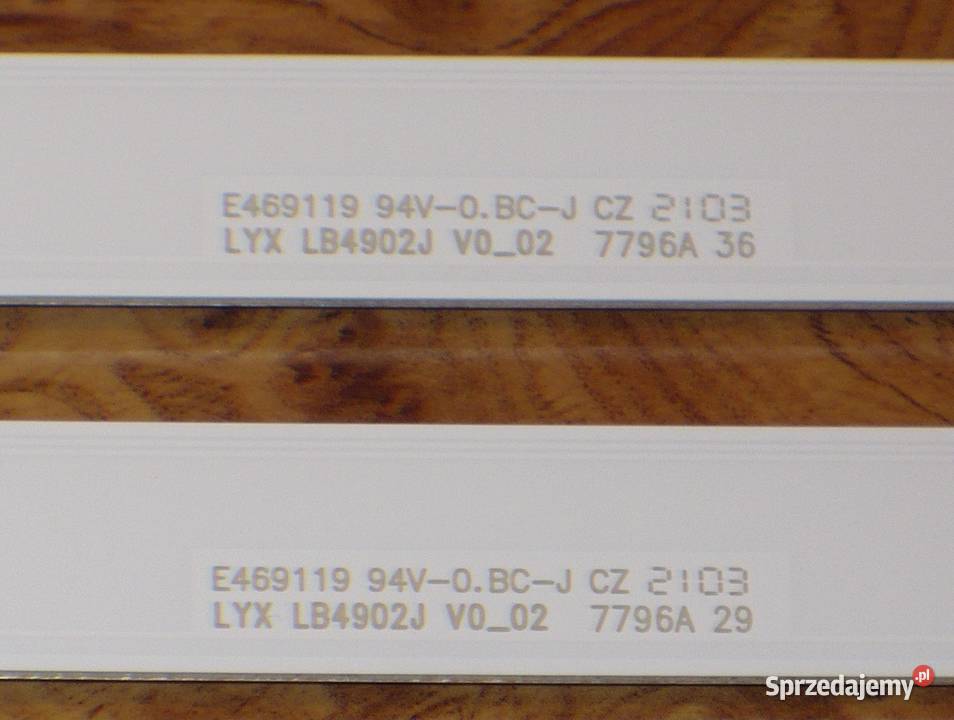 E469119 94V-0.BC-J CZ 2103
LYX LB4902J V0_02 7796A 36
E469119 94V-0.BC-J CZ 2103
LYX LB4902J V0_02 7796A 29
Sprzedajemy.pl